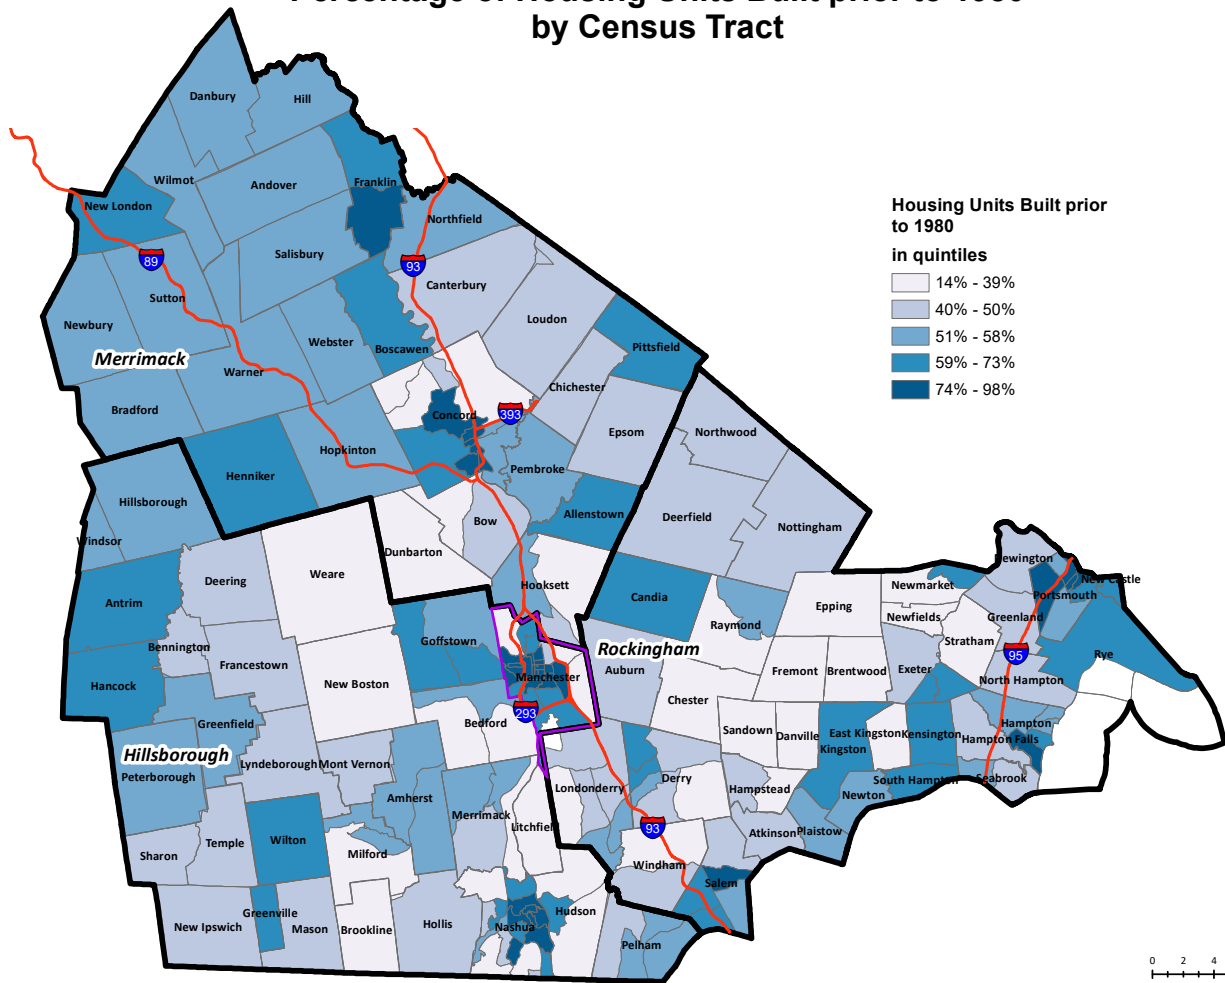 by Census Tract
Housing Units Built prior
to 1980
in quintiles
14% - 39%
40% - 50%
51% - 58%
59% - 73%
74% - 98%
Danbury
Hill
Wilmot
Andover
Franklin
New London
Northfield
89
Salisbury
93
Canterbury
Sutton
Loudon
Newbury
Webster
Boscawen
Pittsfield
Merrimack
Warner
Chichester
Bradford
Concord
393
Epsom
Northwood
Hopkinton
Henniker
Pembroke
Hillsborough
Allenstown
Deerfield
Bow
Nottingham
Windsor
Dunbarton
Weare
Deering
Hooksett
Newington
New Castle
Antrim
Candia
Newmarket
Portsmouth
Epping
Raymond
Newfields
Greenland
Goffstown
Stratham
Bennington
Rockingham
95
Rye
Francestown
Auburn
Fremont
Brentwood
Exeter
Manchester
New Boston
North Hampton
Hancock
Chester
293
Greenfield
Bedford
Sandown
Danville
East Kingston
Kensington
Hampton
Hampton Falls
Kingston
Hillsborough
Lyndeborough
Mont Vernon
Peterborough
Derry
South Hampton
Seabrook
Londonderry
Hampstead
Newton
Amherst
Merrimack
Litchfield
93
Atkinson
Plaistow
Wilton
Temple
Sharon
Milford
Windham
Salem
Greenville
Hudson
New Ipswich
Mason
Brookline
Hollis
Nashua
Pelham
0 2 4